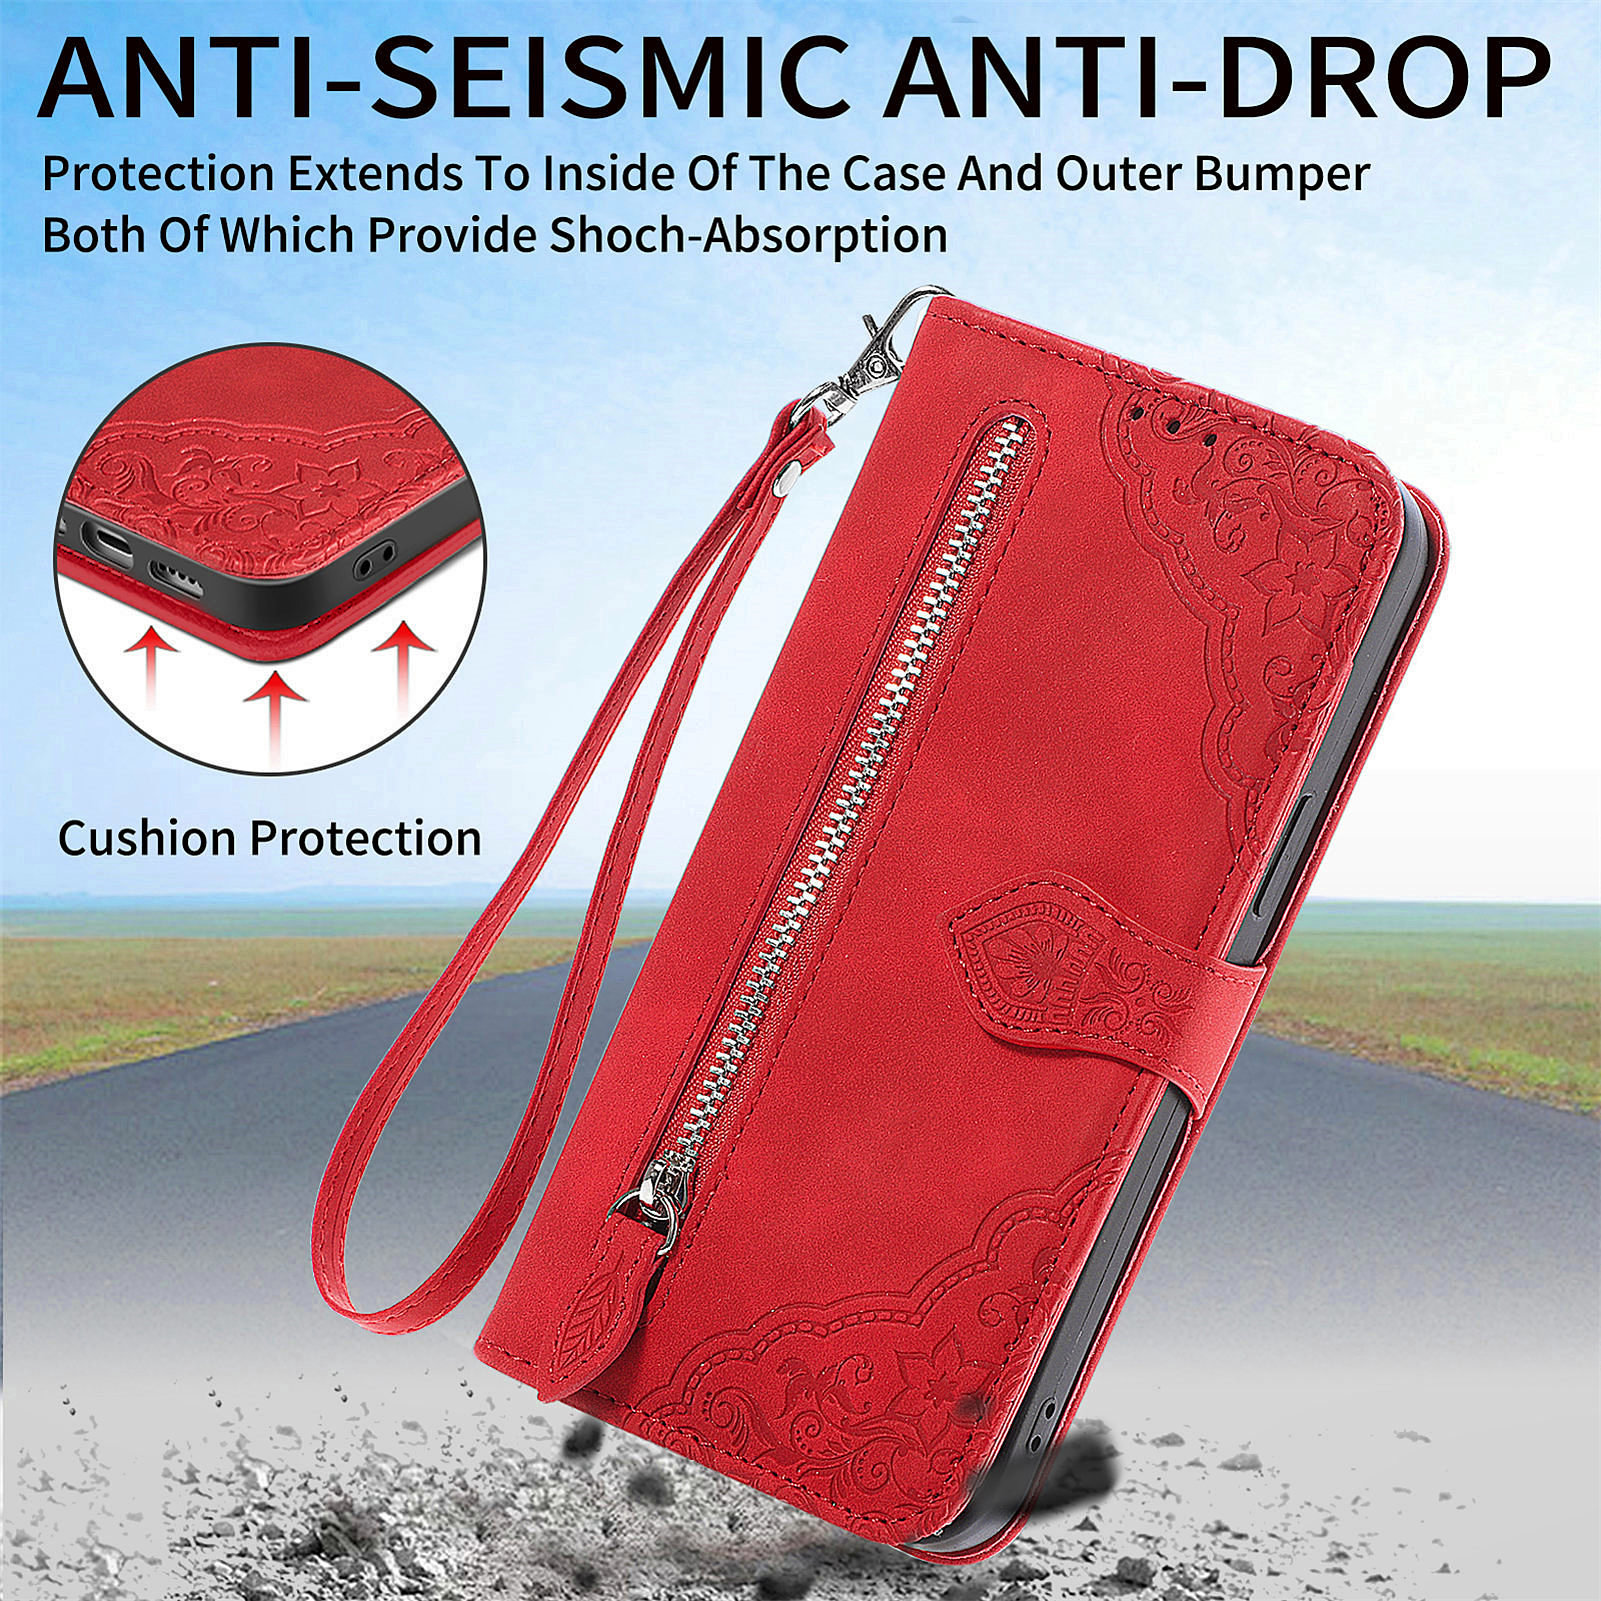 ANTI-SEISMIC ANTI-DROP
Protection Extends To Inside Of The Case And Outer Bumper
Both Of Which Provide Shoch-Absorption
Cushion Protection